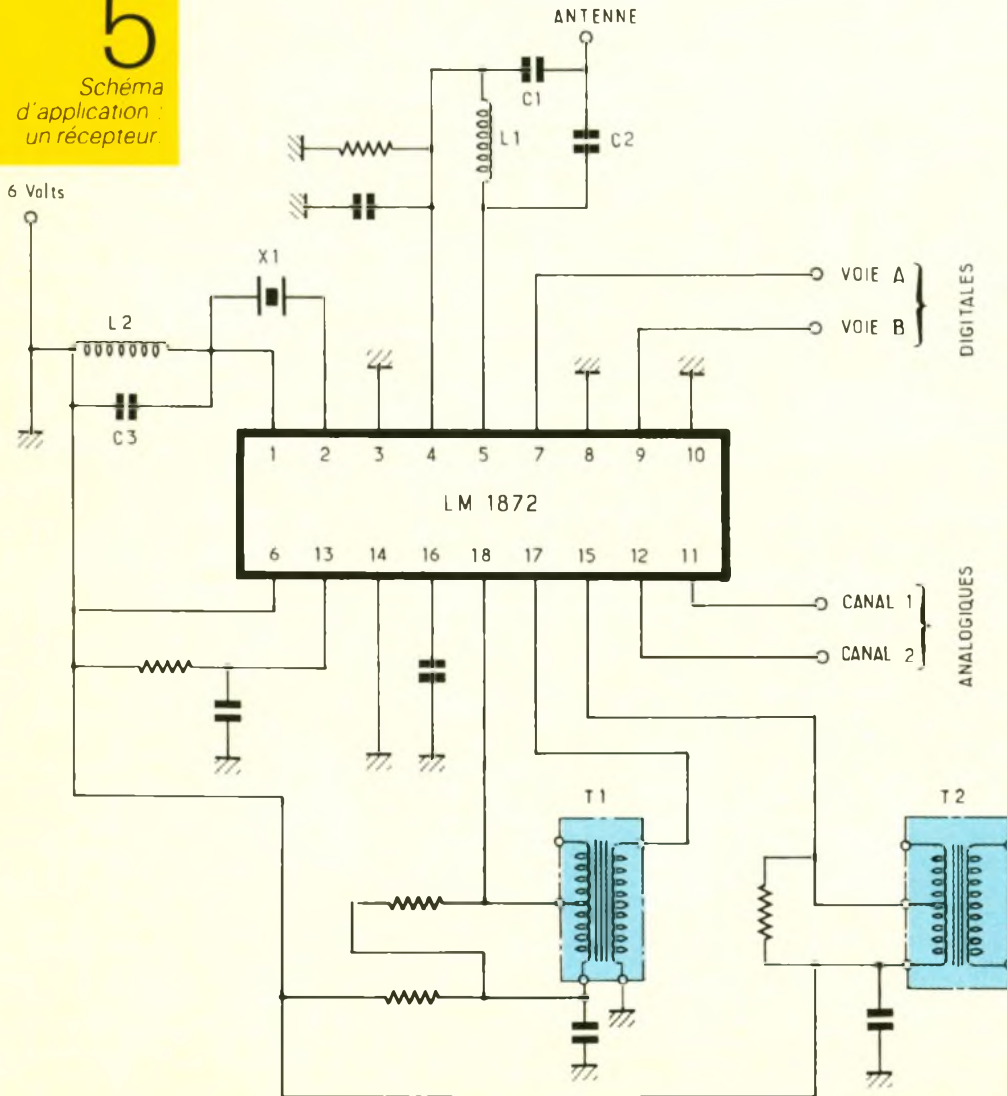 5
Schéma
d'application :
un récepteur.
ANTENNE
C1
L1
C2
6 Volts
X1
L2
C3
VOIE A
VOIE B
DIGITALES
1 2 3 4 5 7 8 9 10
LM 1872
6 13 14 16 18 17 15 12 11
CANAL 1
CANAL 2
ANALOGIQUES
T1
T2